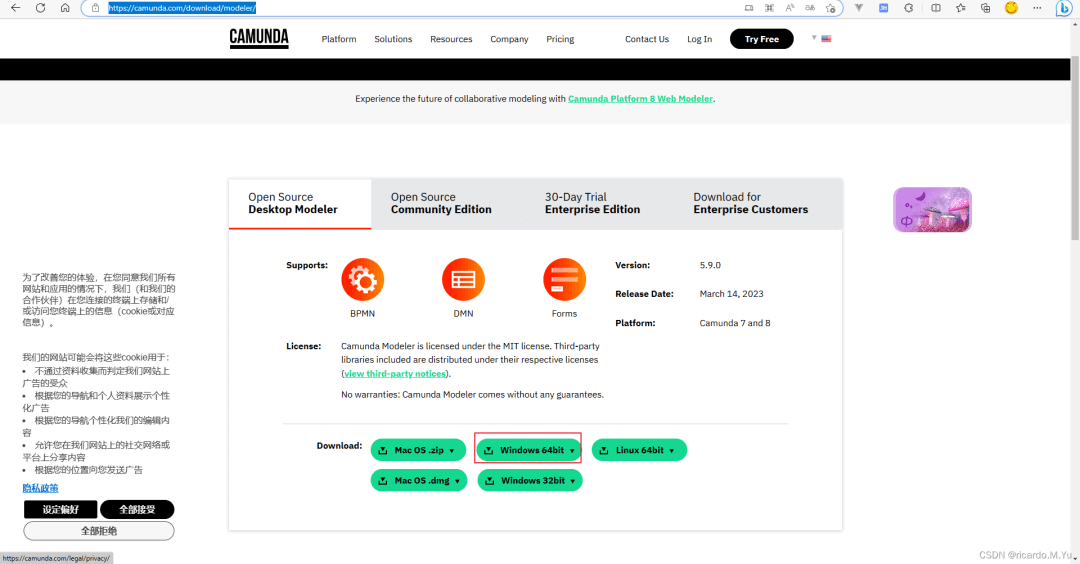 https://camunda.com/download/modeler/
CAMUNDA
Platform
Solutions
Resources
Company
Pricing
Contact Us
Log In
Try Free
Experience the future of collaborative modeling with Camunda Platform 8 Web Modeler.
Open Source
Desktop Modeler
Open Source
Community Edition
30-Day Trial
Enterprise Edition
Download for
Enterprise Customers
Supports:
BPMN
DMN
Forms
Version: 5.9.0
Release Date: March 14, 2023
Platform: Camunda 7 and 8
License:
Camunda Modeler is licensed under the MIT license. Third-party
libraries included are distributed under their respective licenses
(view third-party notices).
No warranties: Camunda Modeler comes without any guarantees.
Download:
Mac OS .zip
Windows 64bit
Linux 64bit
Mac OS .dmg
Windows 32bit
为了改善您的体验，在您同意我们所有
网站和应用的情况下，我们（和我们的
合作伙伴）在您连接的终端上存储和/
或访问您终端上的信息（cookie或对应
信息）。
我们的网站可能会将这些cookie用于：
• 不通过资料收集而判定我们网站上
广告的受众
• 根据您的导航和个人资料展示个性
化广告
• 根据您的导航个性化我们的编辑内
容
• 允许您在我们网站上的社交网络或
平台上分享内容
• 根据您的位置向您发送广告
隐私政策
设定偏好
全部接受
全部拒绝
https://camunda.com/legal/privacy/
CSDN @ricardo.M.Yu